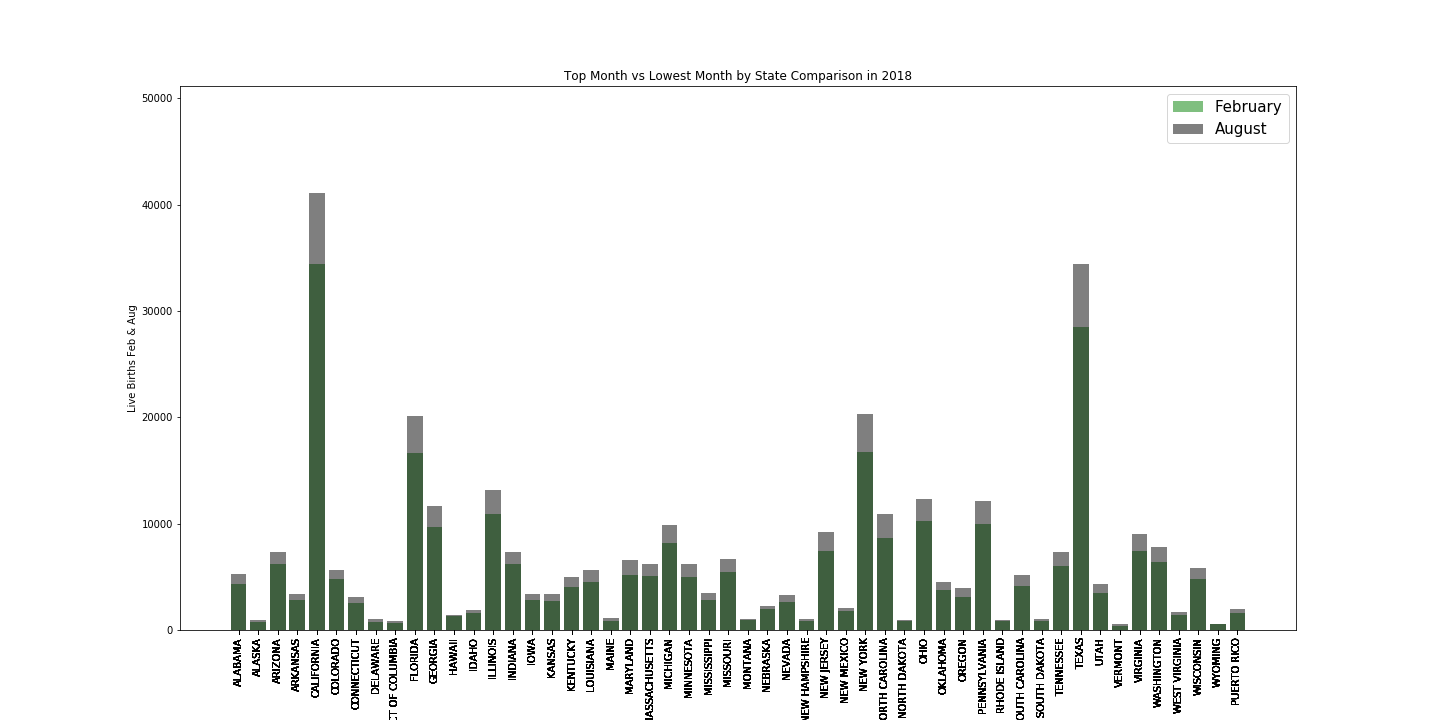 Top Month vs Lowest Month by State Comparison in 2018
February
August
Live Births Feb & Aug
50000
40000
30000
20000
10000
0
ALABAMA
ALASKA
ARIZONA
ARKANSAS
CALIFORNIA
COLORADO
CONNECTICUT
DELAWARE
CT OF COLUMBIA
FLORIDA
GEORGIA
HAWAII
IDAHO
ILLINOIS
INDIANA
IOWA
KANSAS
KENTUCKY
LOUISIANA
MAINE
MARYLAND
MASSACHUSETTS
MICHIGAN
MINNESOTA
MISSISSIPPI
MISSOURI
MONTANA
NEBRASKA
NEVADA
NEW HAMPSHIRE
NEW JERSEY
NEW MEXICO
NEW YORK
ORTH CAROLINA
NORTH DAKOTA
OHIO
OKLAHOMA
OREGON
PENNSYLVANIA
RHODE ISLAND
OUTH CAROLINA
SOUTH DAKOTA
TENNESSEE
TEXAS
UTAH
VERMONT
VIRGINIA
WASHINGTON
WEST VIRGINIA
WISCONSIN
WYOMING
PUERTO RICO